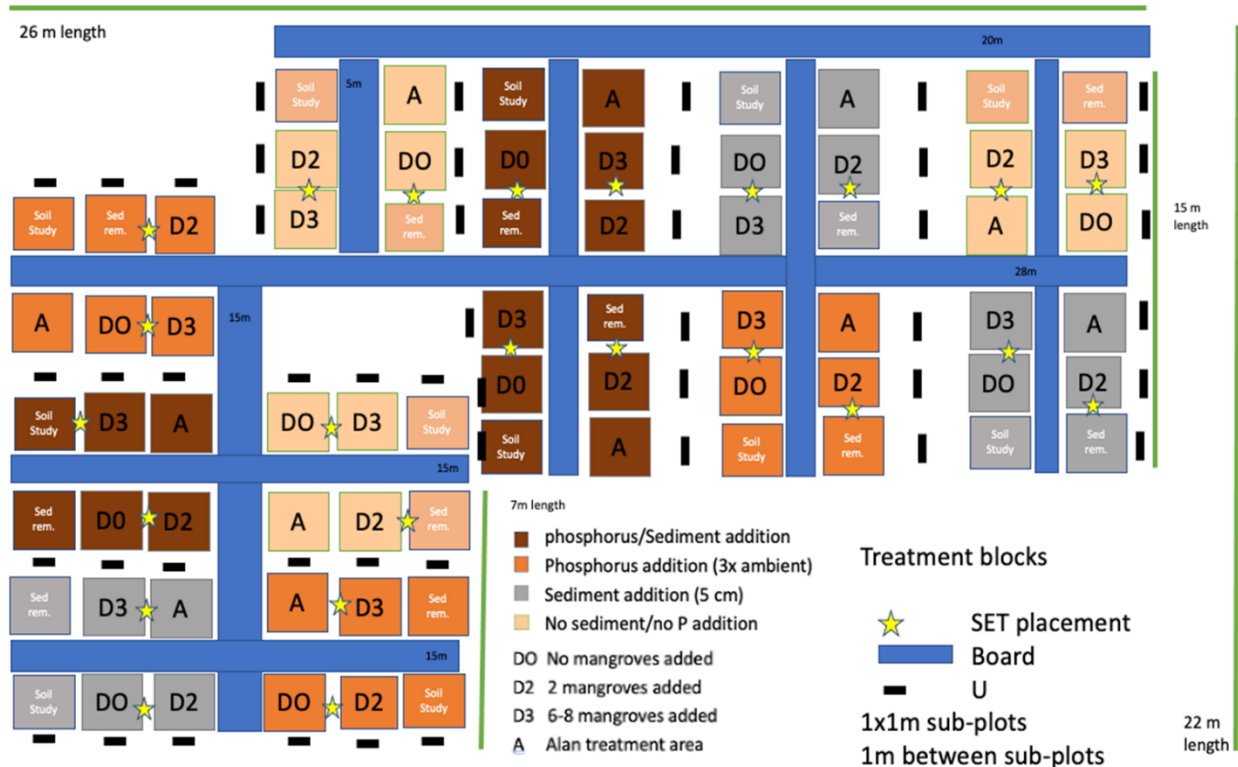 26 m length
20m
5m
Soil
Study
A
Soil
Study
A
Soil
Study
A
Soil
Study
Sed
rem.
D2
DO
D0
D3
DO
D2
D2
D3
Soil
Study
Sed
rem.
D2
D3
Sed
rem.
Sed
rem.
D2
D3
Sed
rem.
A
DO
15 m
length
28m
A
DO
D3
15m
D3
Sed
rem.
D3
A
D3
A
D0
D2
DO
D2
DO
D2
Soil
Study
D3
A
DO
D3
Soil
Study
Soil
Study
A
Soil
Study
Sed
rem.
Soil
Study
Sed
rem.
15m
Sed
rem.
D0
D2
A
D2
Sed
rem.
7m length
phosphorus/Sediment addition
Phosphorus addition (3x ambient)
Sediment addition (5 cm)
No sediment/no P addition
DO No mangroves added
D2 2 mangroves added
D3 6-8 mangroves added
A Alan treatment area
Treatment blocks
SET placement
Board
U
1x1m sub-plots
1m between sub-plots
Sed
rem.
D3
A
A
D3
Sed
rem.
15m
Soil
Study
DO
D2
DO
D2
Soil
Study
22 m
length